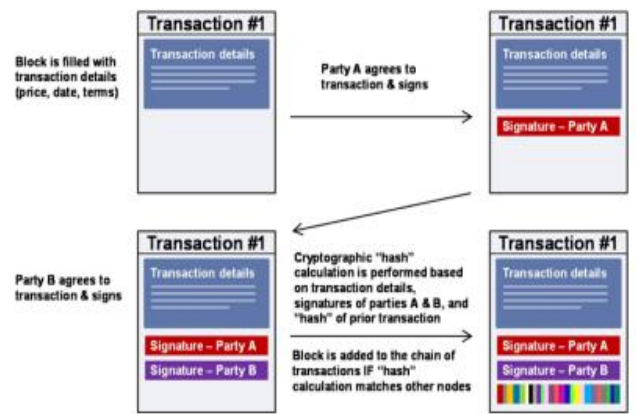 Transaction #1
Transaction details
Block is filled with
transaction details
(price, date, terms)
Party A agrees to
transaction & signs
Transaction #1
Transaction details
Signature – Party A
Party B agrees to
transaction & signs
Transaction #1
Transaction details
Signature – Party A
Signature – Party B
Cryptographic "hash"
calculation is performed based
on transaction details,
signatures of parties A & B, and
"hash" of prior transaction
Block is added to the chain of
transactions IF "hash"
calculation matches other nodes
Transaction #1
Transaction details
Signature – Party A
Signature – Party B